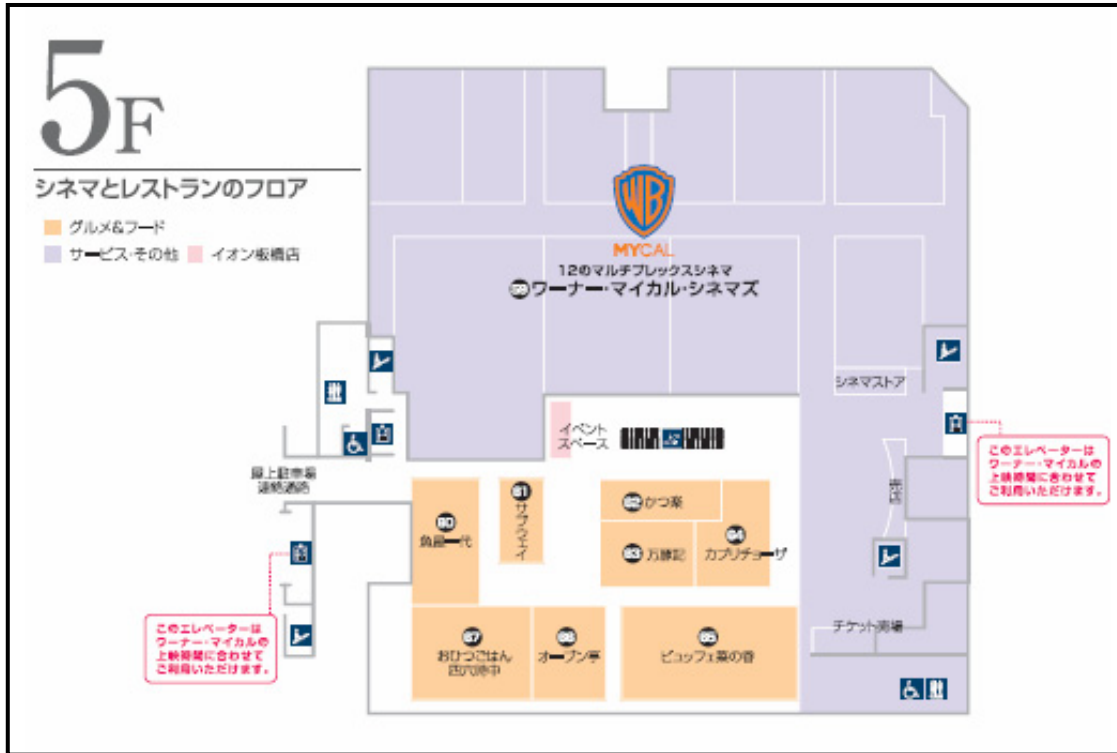 5F
シネマとレストランのフロア
グルメ&フード
サービス・その他 イオン板橋店
WB
MYCAL
12のマルチプレックスシネマ
ワーナー・マイカル・シネマズ
シネマストア
イベント
スペース
このエレベーターは
ワーナー・マイカルの
上映時間に合わせて
ご利用いただけます。
屋上駐車場
連絡通路
売店
80
魚屋一代
81
サブウェイ
82 かつ楽
83 万豚記
84
カプリチョーザ
このエレベーターは
ワーナー・マイカルの
上映時間に合わせて
ご利用いただけます。
チケット売場
87
おひつごはん
四六時中
オーブン亭
85
ビュッフェ菜の香